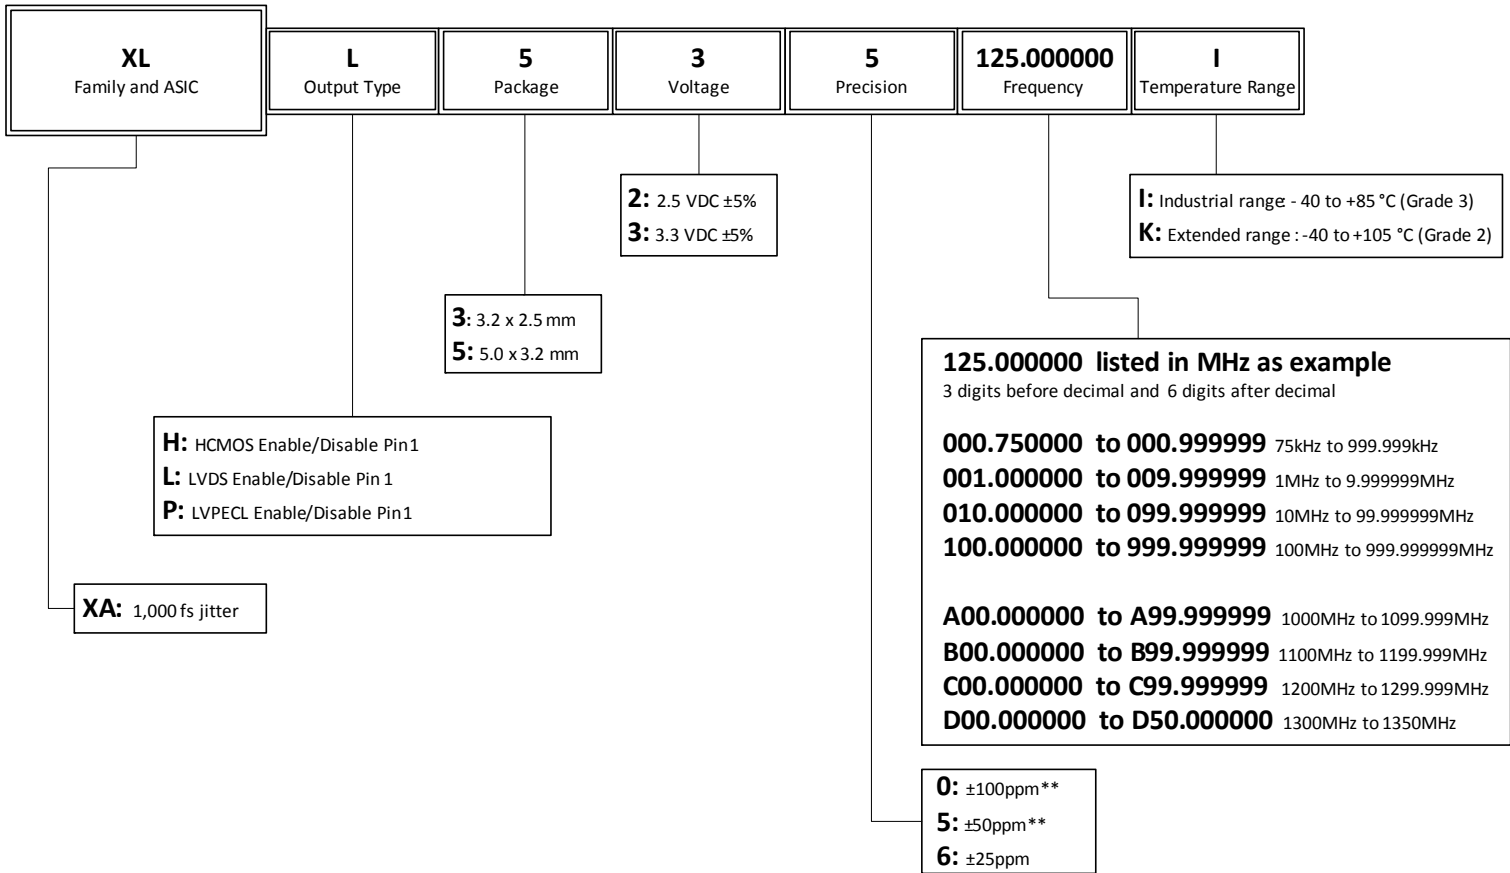 XL
Family and ASIC
L
Output Type
5
Package
3
Voltage
5
Precision
125.000000
Frequency
I
Temperature Range
2: 2.5 VDC ±5%
3: 3.3 VDC ±5%
I: Industrial range: - 40 to +85 °C (Grade 3)
K: Extended range : -40 to +105 °C (Grade 2)
3: 3.2 x 2.5 mm
5: 5.0 x 3.2 mm
125.000000 listed in MHz as example
3 digits before decimal and 6 digits after decimal
000.750000 to 000.999999 75kHz to 999.999kHz
001.000000 to 009.999999 1MHz to 9.999999MHz
010.000000 to 099.999999 10MHz to 99.999999MHz
100.000000 to 999.999999 100MHz to 999.999999MHz
A00.000000 to A99.999999 1000MHz to 1099.999MHz
B00.000000 to B99.999999 1100MHz to 1199.999MHz
C00.000000 to C99.999999 1200MHz to 1299.999MHz
D00.000000 to D50.000000 1300MHz to 1350MHz
H: HCMOS Enable/Disable Pin1
L: LVDS Enable/Disable Pin 1
P: LVPECL Enable/Disable Pin1
XA: 1,000 fs jitter
0: ±100ppm**
5: ±50ppm**
6: ±25ppm